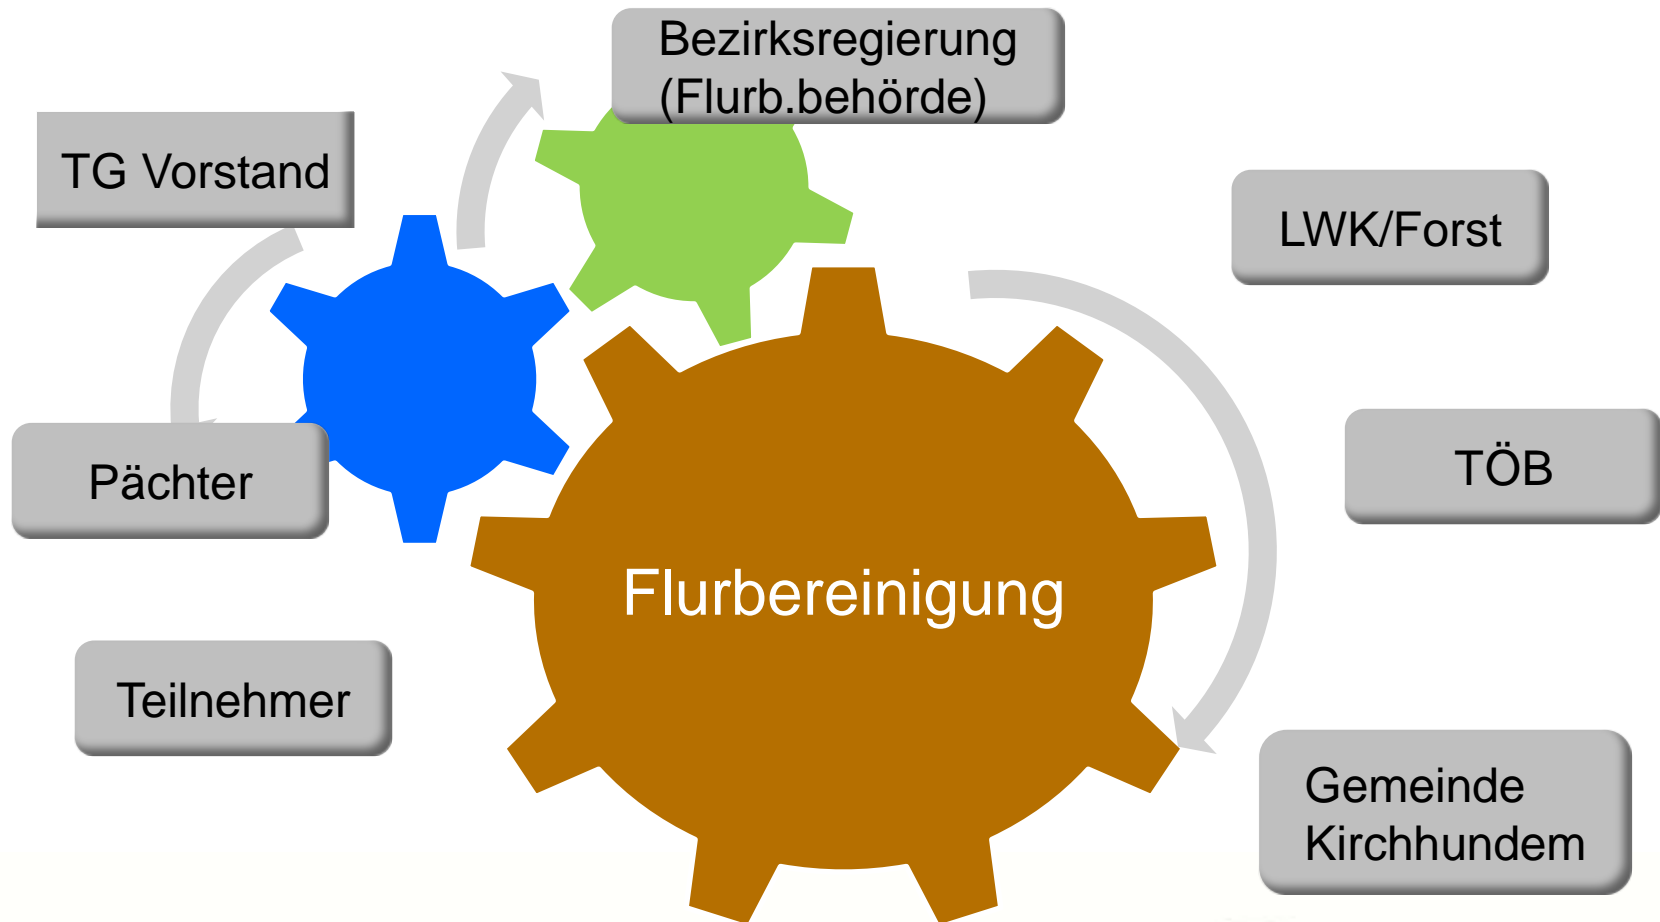 Bezirksregierung
(Flurb.behörde)
TG Vorstand
LWK/Forst
Pächter
TÖB
Flurbereinigung
Teilnehmer
Gemeinde
Kirchhundem